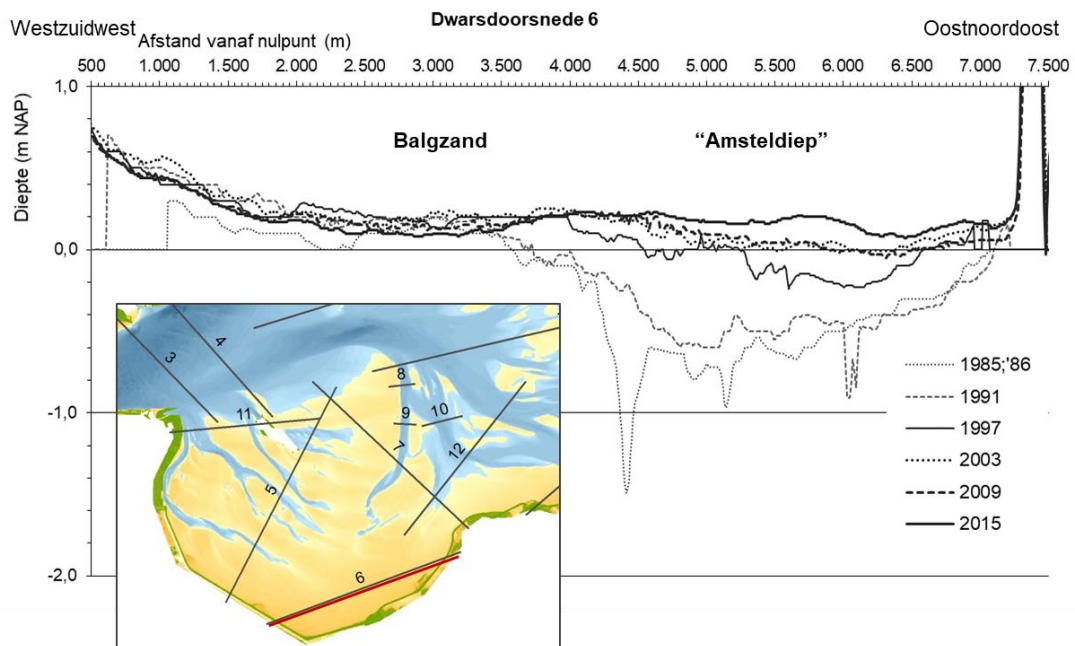 Dwarsdoorsnede 6
Westzuidwest
Oostnoordoost
Afstand vanaf nulpunt (m)
500 1.000 1.500 2.000 2.500 3.000 3.500 4.000 4.500 5.000 5.500 6.000 6.500 7.000 7.500
Diepte (m NAP)
1,0
0,0
-1,0
-2,0
Balgzand
“Amsteldiep”
1985;'86
1991
1997
2003
2009
2015
3
4
8
11
9
10
7
12
5
6